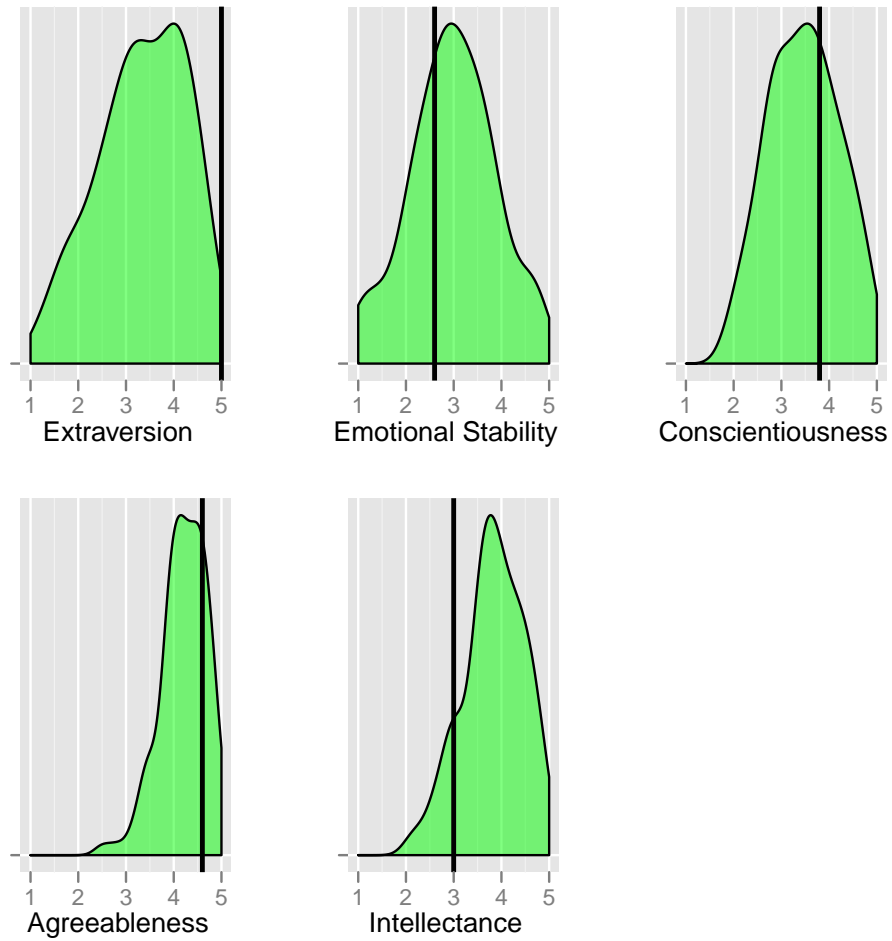 1 2 3 4 5
Extraversion
1 2 3 4 5
Emotional Stability
1 2 3 4 5
Conscientiousness
1 2 3 4 5
Agreeableness
1 2 3 4 5
Intellectance